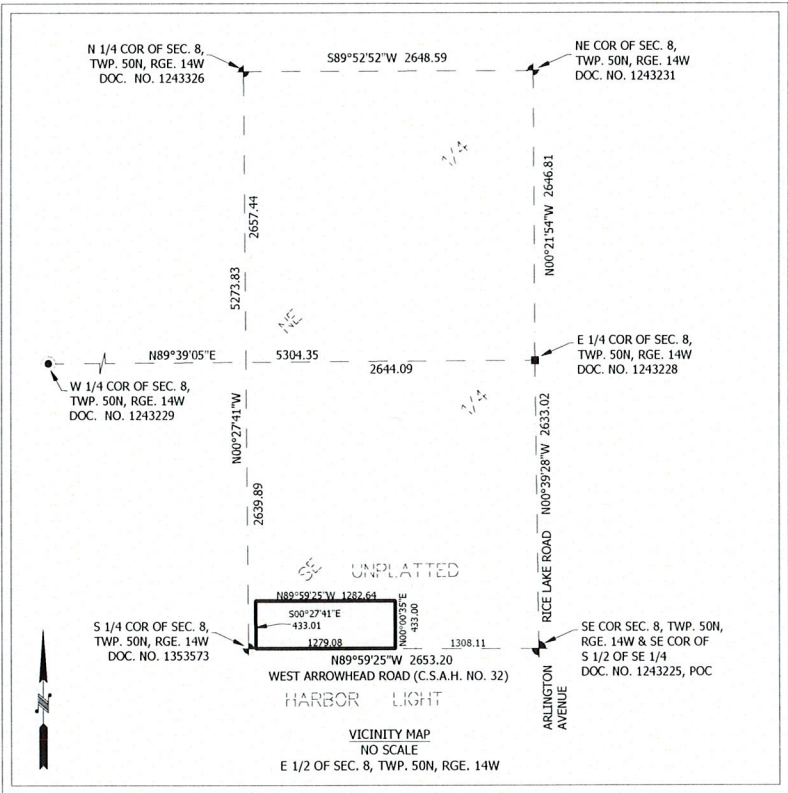 N 1/4 COR OF SEC. 8,
TWP. 50N, RGE. 14W
DOC. NO. 1243326
S89°52'52"W 2648.59
NE COR OF SEC. 8,
TWP. 50N, RGE. 14W
DOC. NO. 1243231
1/4
2657.44
N00°21'54"W 2646.81
5273.83
NE
N89°39'05"E 5304.35
2644.09
E 1/4 COR OF SEC. 8,
TWP. 50N, RGE. 14W
DOC. NO. 1243228
W 1/4 COR OF SEC. 8,
TWP. 50N, RGE. 14W
DOC. NO. 1243229
1/4
N00°27'41"W
N00°39'28"W 2633.02
2639.89
RICE LAKE ROAD
SE
UNPLATTED
N89°59'25"W 1282.64
S00°27'41"E
433.01
N00°00'35"E
433.00
1279.08
1308.11
S 1/4 COR OF SEC. 8,
TWP. 50N, RGE. 14W
DOC. NO. 1353573
SE COR SEC. 8, TWP. 50N,
RGE. 14W & SE COR OF
S 1/2 OF SE 1/4
DOC. NO. 1243225, POC
N89°59'25"W 2653.20
WEST ARROWHEAD ROAD (C.S.A.H. NO. 32)
HARBOR LIGHT
ARLINGTON
AVENUE
N
VICINITY MAP
NO SCALE
E 1/2 OF SEC. 8, TWP. 50N, RGE. 14W